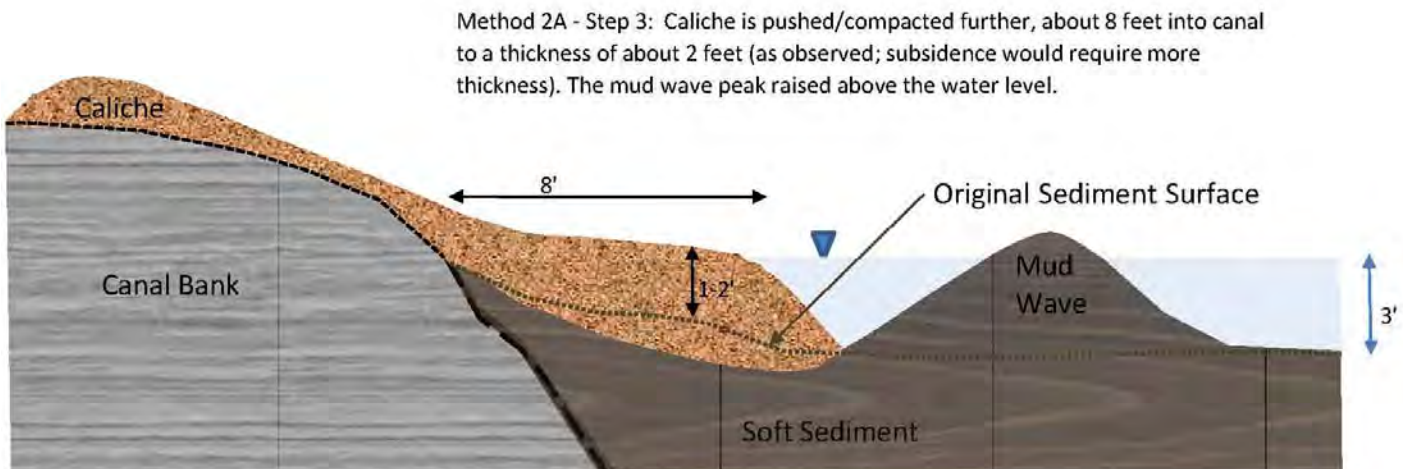 Method 2A - Step 3: Caliche is pushed/compacted further, about 8 feet into canal
to a thickness of about 2 feet (as observed; subsidence would require more
thickness). The mud wave peak raised above the water level.
Caliche
8'
Original Sediment Surface
Canal Bank
1-2'
Mud
Wave
3'
Soft Sediment